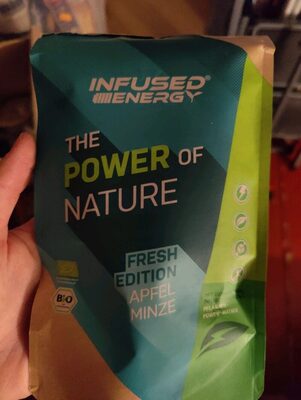 INFUSED®
ENERGY
THE
POWER OF
NATURE
FRESH
EDITION
APFEL
MINZE
BIO